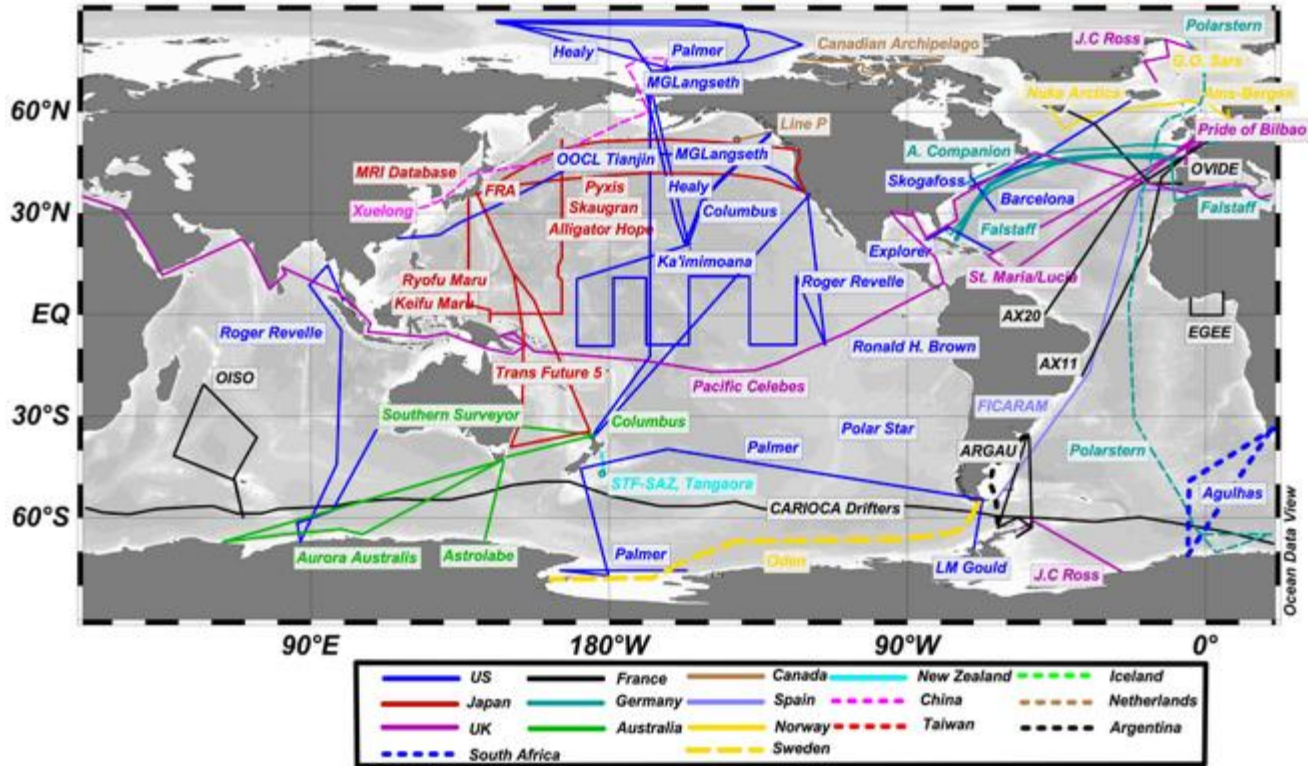 Polarstern
J.C Ross
Healy
Palmer
Canadian Archipelago
G.O. Sars
MGLangseth
Nuka Arctica
Ams-Bergen
60°N
Line P
Pride of Bilbao
A. Companion
OOCL Tianjin
MGLangseth
MRI Database
OVIDE
Skogafoss
FRA
Pyxis
Healy
Barcelona
Xuelong
Skaugran
Columbus
Falstaff
30°N
Alligator Hope
Falstaff
Explorer
Ka'imimoana
St. Maria/Lucia
Ryofu Maru
Roger Revelle
Keifu Maru
EQ
AX20
EGEE
Roger Revelle
Ronald H. Brown
AX11
OISO
Trans Future 5
Pacific Celebes
FICARAM
30°S
Southern Surveyor
Columbus
Polar Star
Palmer
ARGAU
Polarstern
STF-SAZ, Tangaora
Agulhas
CARIOCA Drifters
60°S
Aurora Australis
Astrolabe
Palmer
Oden
LM Gould
J.C Ross
Ocean Data View
90°E
180°W
90°W
0°
US
France
Canada
New Zealand
Iceland
Japan
Germany
Spain
China
Netherlands
UK
Australia
Norway
Taiwan
Argentina
South Africa
Sweden